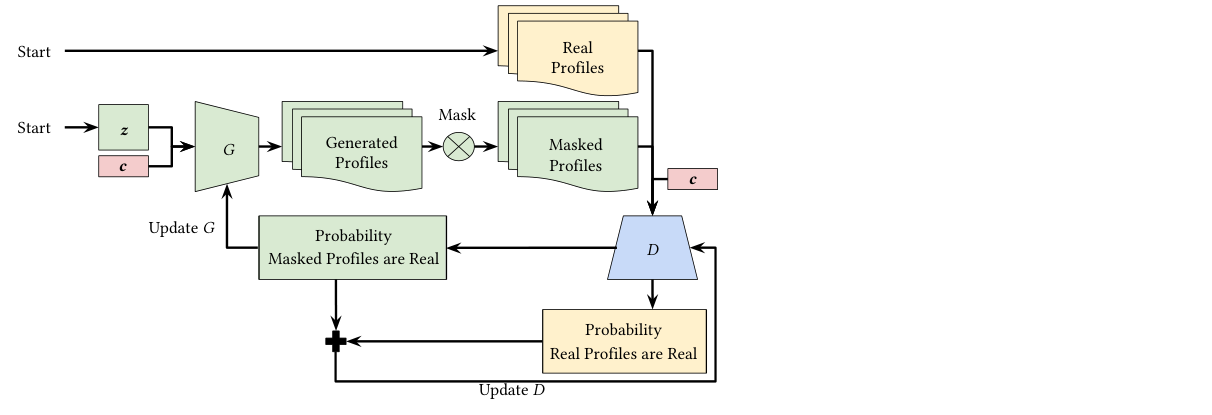 Start
Real
Profiles
Start
z
c
G
Generated
Profiles
Mask
Masked
Profiles
c
Update G
Probability
Masked Profiles are Real
D
Probability
Real Profiles are Real
Update D